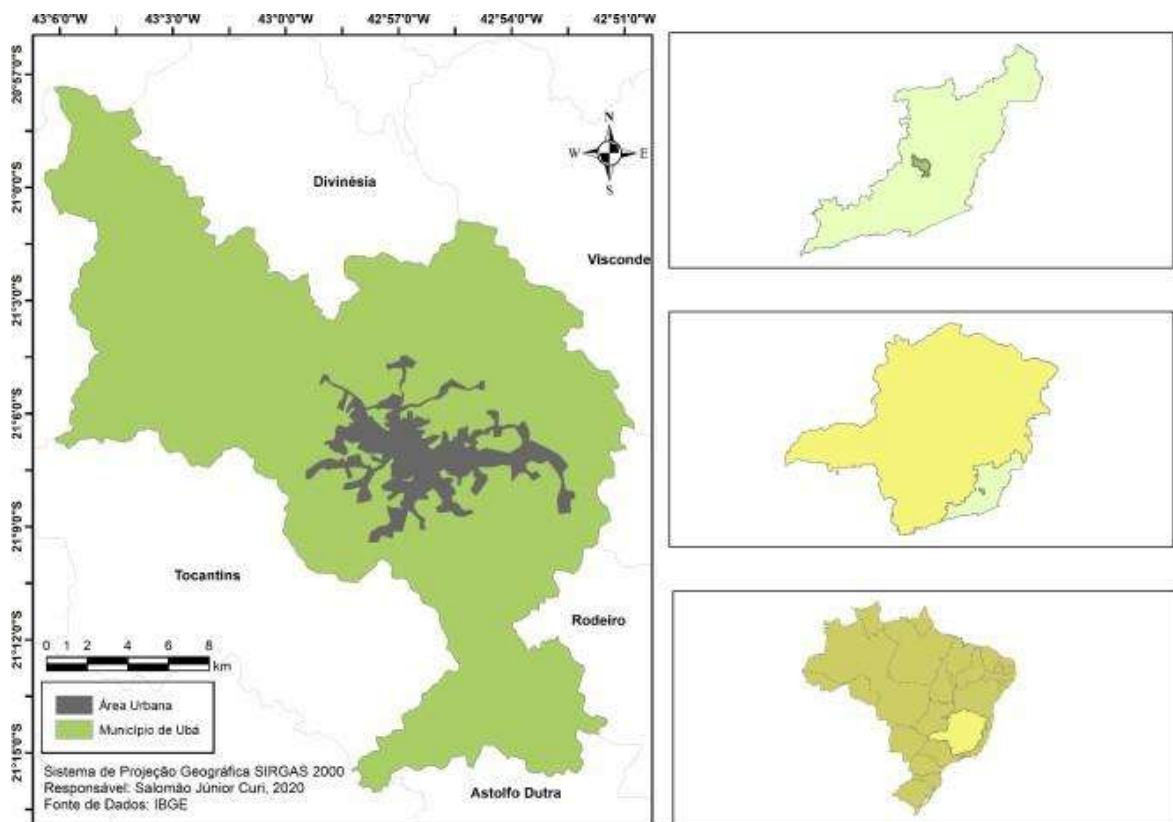 43°6'0"W 43°3'0"W 43°0'0"W 42°57'0"W 42°54'0"W 42°51'0"W
20°57'0"S
N
W E
S
Divinésia
21°0'0"S
Visconde
21°3'0"S
21°6'0"S
21°9'0"S
Tocantins
Rodeiro
21°12'0"S
0 1 2 4 6 8
km
Área Urbana
Município de Ubá
21°15'0"S
Sistema de Projeção Geográfica SIRGAS 2000
Responsável: Salomão Júnior Curi, 2020
Fonte de Dados: IBGE
Astolfo Dutra